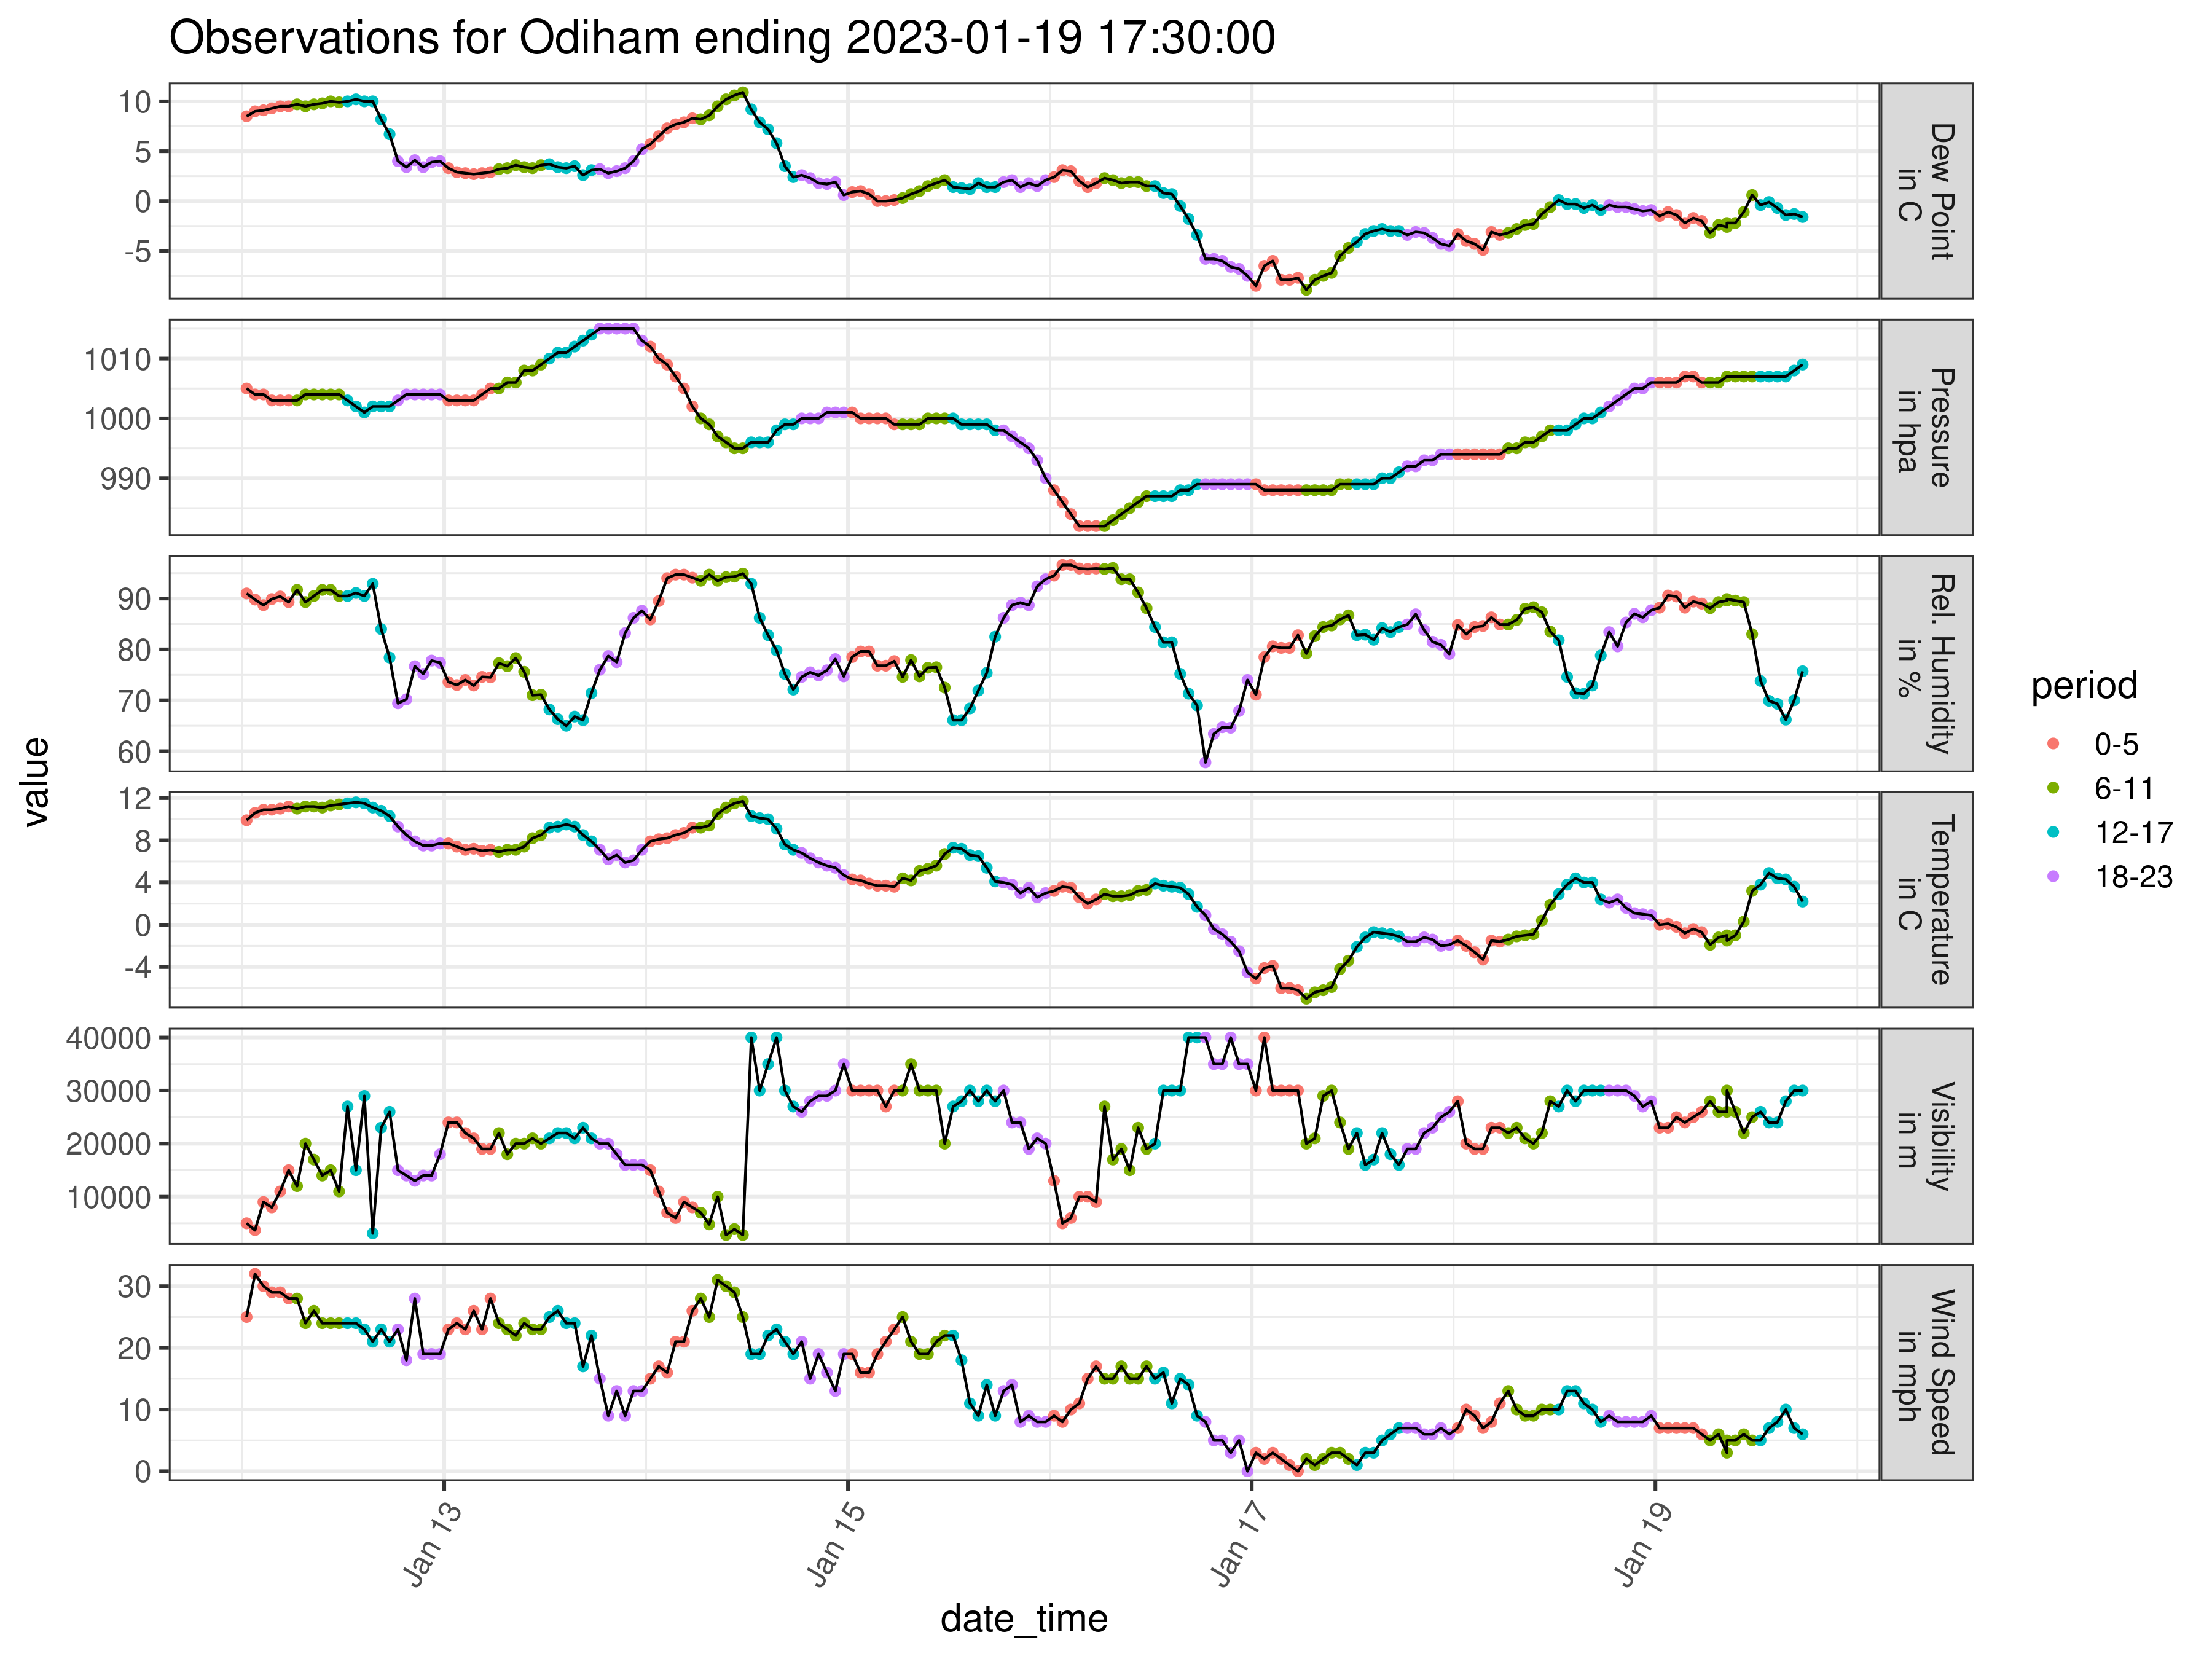 Observations for Odiham ending 2023-01-19 17:30:00
10
5
0
-5
Dew Point
in C
1010
1000
990
Pressure
in hpa
90
80
70
60
Rel. Humidity
in %
12
8
4
0
-4
Temperature
in C
40000
30000
20000
10000
Visibility
in m
30
20
10
0
Wind Speed
in mph
value
Jan 13
Jan 15
Jan 17
Jan 19
date_time
period
0-5
6-11
12-17
18-23